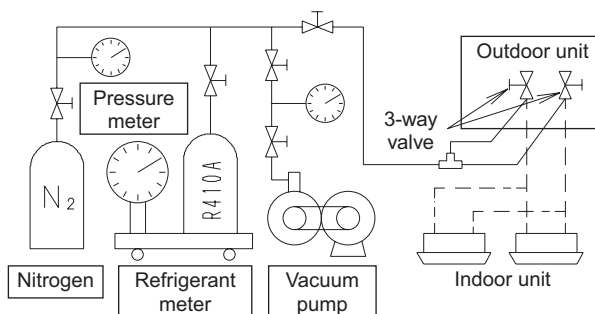 Outdoor unit
Pressure
meter
3-way
valve
N2
R410A
Nitrogen
Refrigerant
meter
Vacuum
pump
Indoor unit